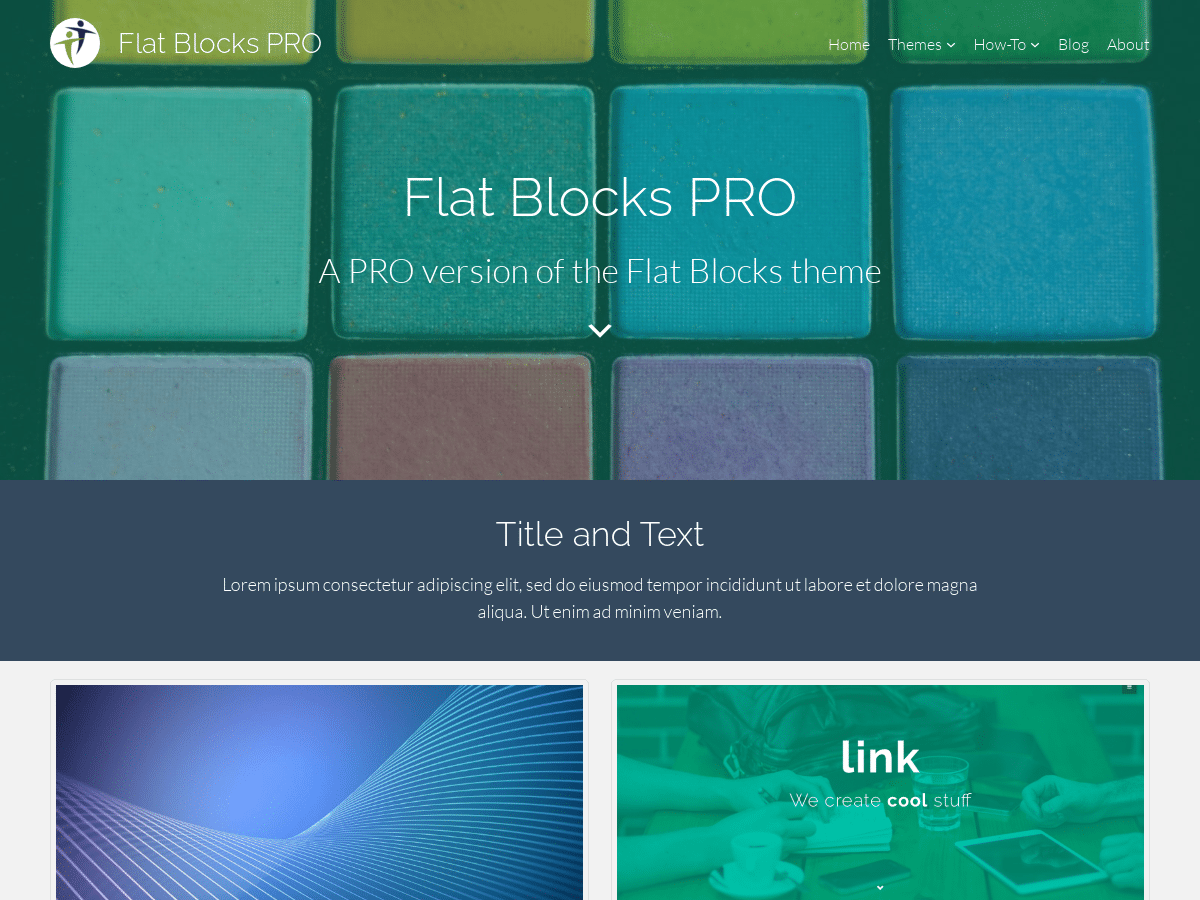 Flat Blocks PRO
Home Themes How-To Blog About
Flat Blocks PRO
A PRO version of the Flat Blocks theme
Title and Text
Lorem ipsum consectetur adipiscing elit, sed do eiusmod tempor incididunt ut labore et dolore magna
aliqua. Ut enim ad minim veniam.
link
We create cool stuff